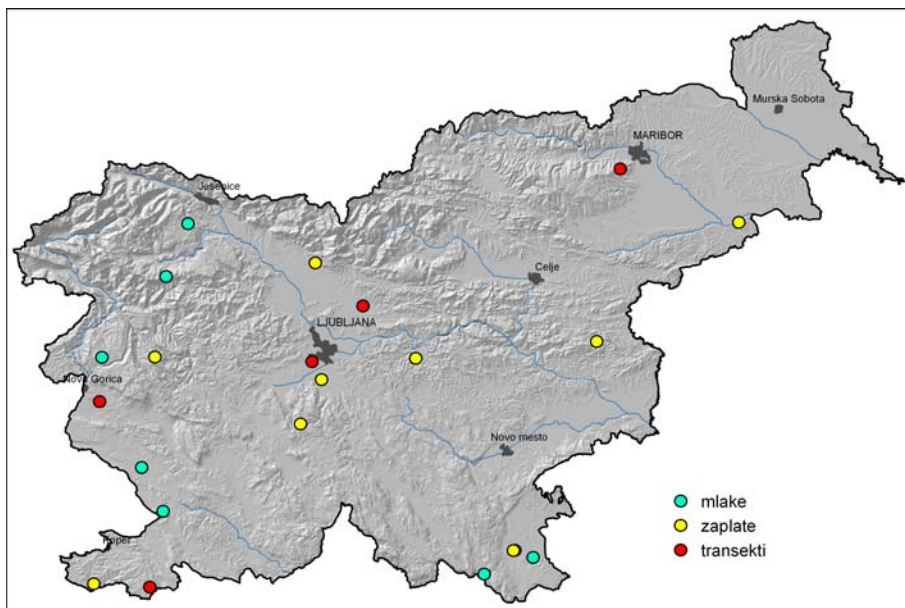 Murska Sobota
MARIBOR
Jesenice
Celje
LJUBLJANA
Nova Gorica
Novo mesto
mlake
zaplate
Koper
transekti